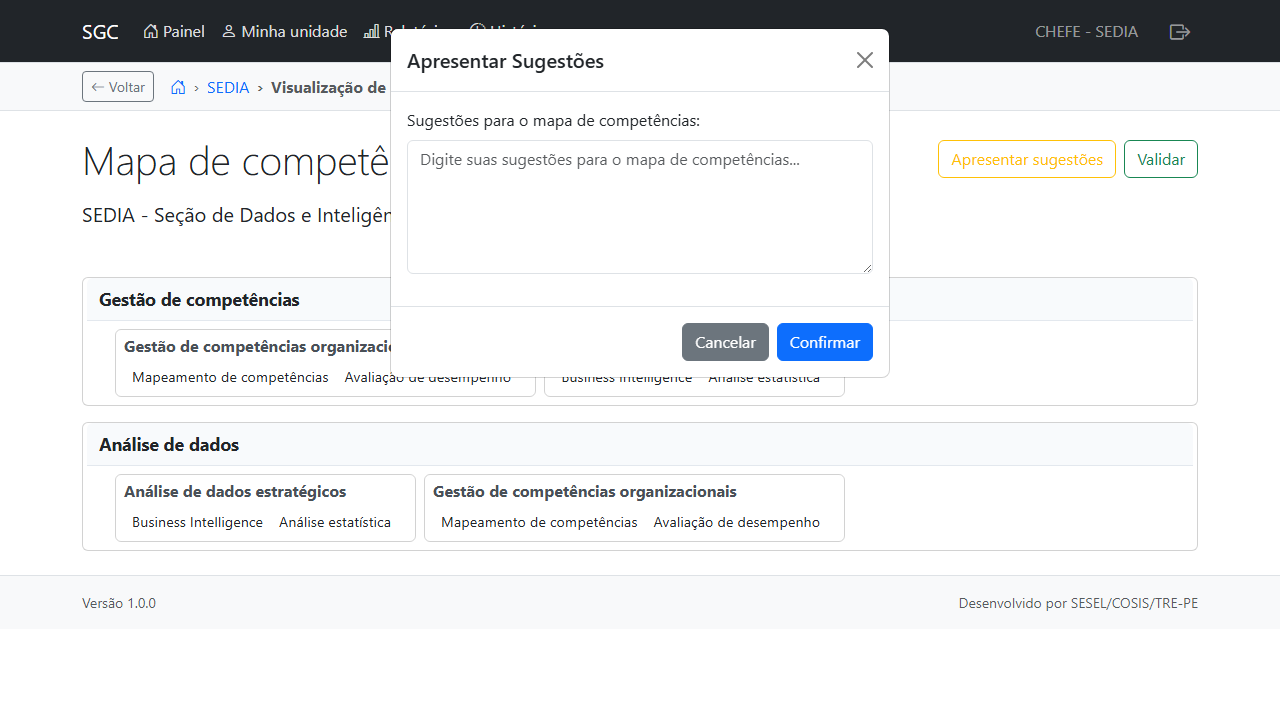 SGC Painel Minha unidade CHEFE - SEDIA
Apresentar Sugestões
Voltar › SEDIA › Visualização de
Sugestões para o mapa de competências:
Digite suas sugestões para o mapa de competências...
Mapa de competê
Apresentar sugestões Validar
SEDIA - Seção de Dados e Inteligên
Gestão de competências
Cancelar Confirmar
Gestão de competências organizaci
Mapeamento de competências Avaliação de desempenho Business Intelligence Análise estatística
Análise de dados
Análise de dados estratégicos Gestão de competências organizacionais
Business Intelligence Análise estatística Mapeamento de competências Avaliação de desempenho
Versão 1.0.0 Desenvolvido por SESEL/COSIS/TRE-PE